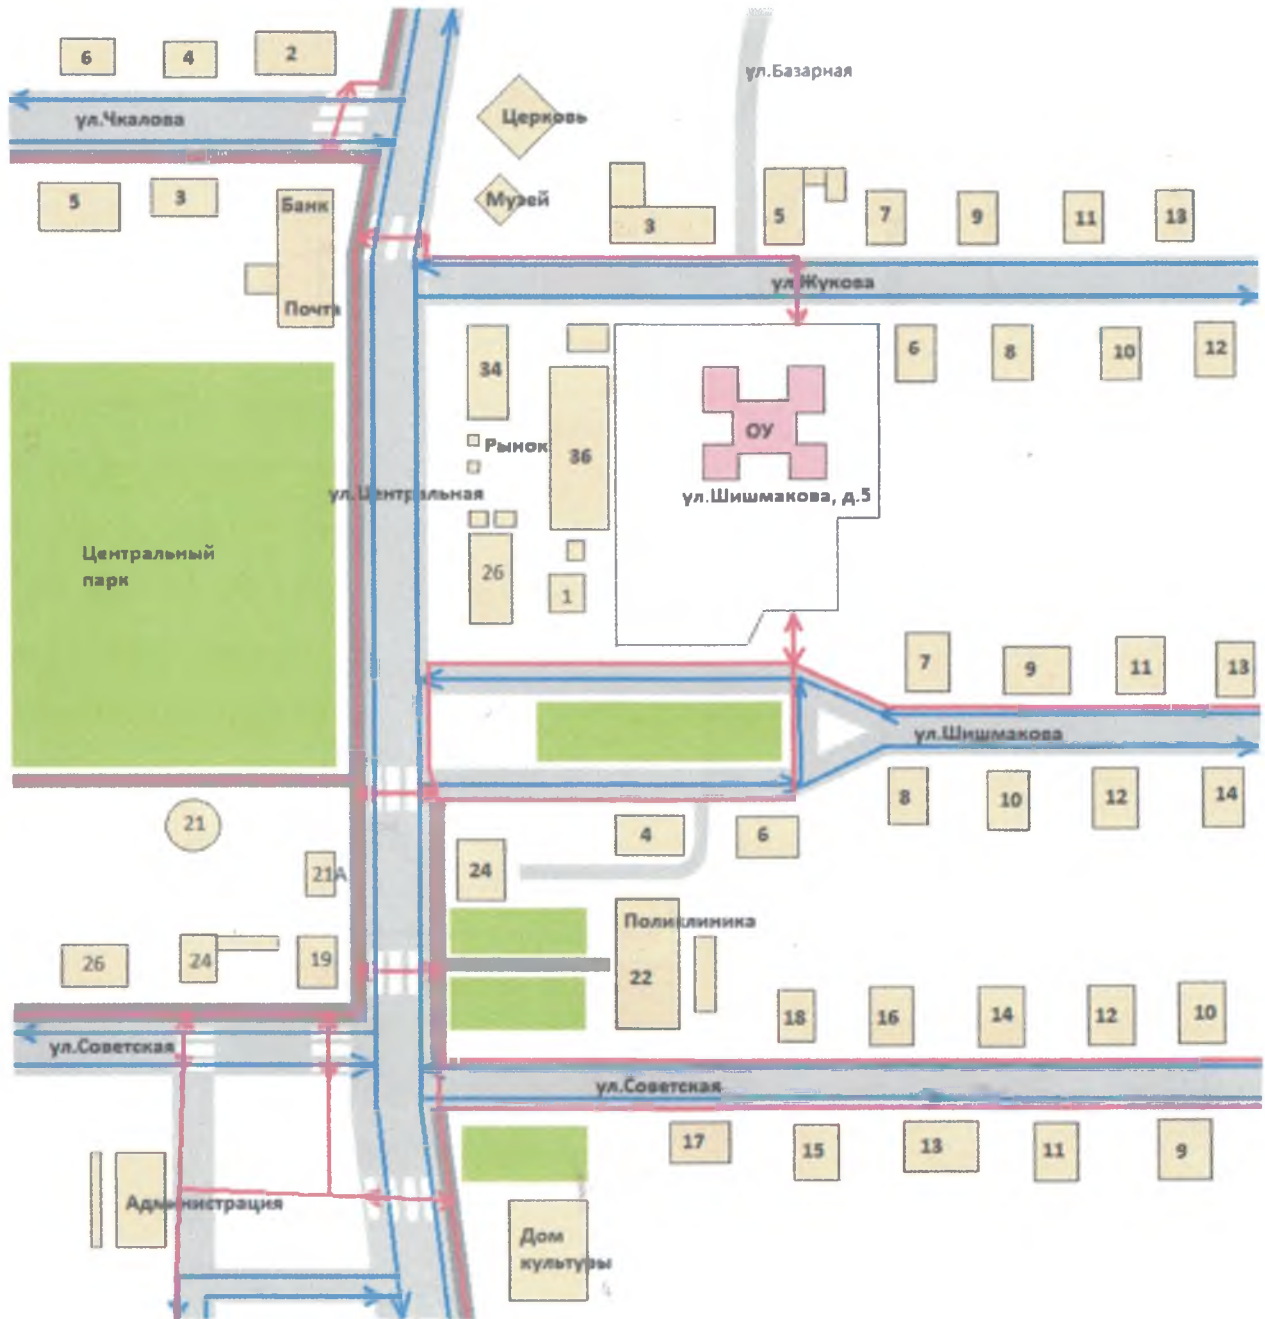 6
4
2
ул.Базарная
ул.Чкалова
Церковь
5
3
Банк
Музей
3
5
7
9
11
13
ул.Жукова
Почта
34
36
6
8
10
12
ОУ
Рынок
ул.Центральная
ул.Шишмакова, д.5
Центральный
парк
26
1
7
9
11
13
ул.Шишмакова
8
10
12
14
21
4
6
21А
24
Поликлиника
26
24
19
22
18
16
14
12
10
ул.Советская
ул.Советская
17
15
13
11
9
Администрация
Дом
культуры